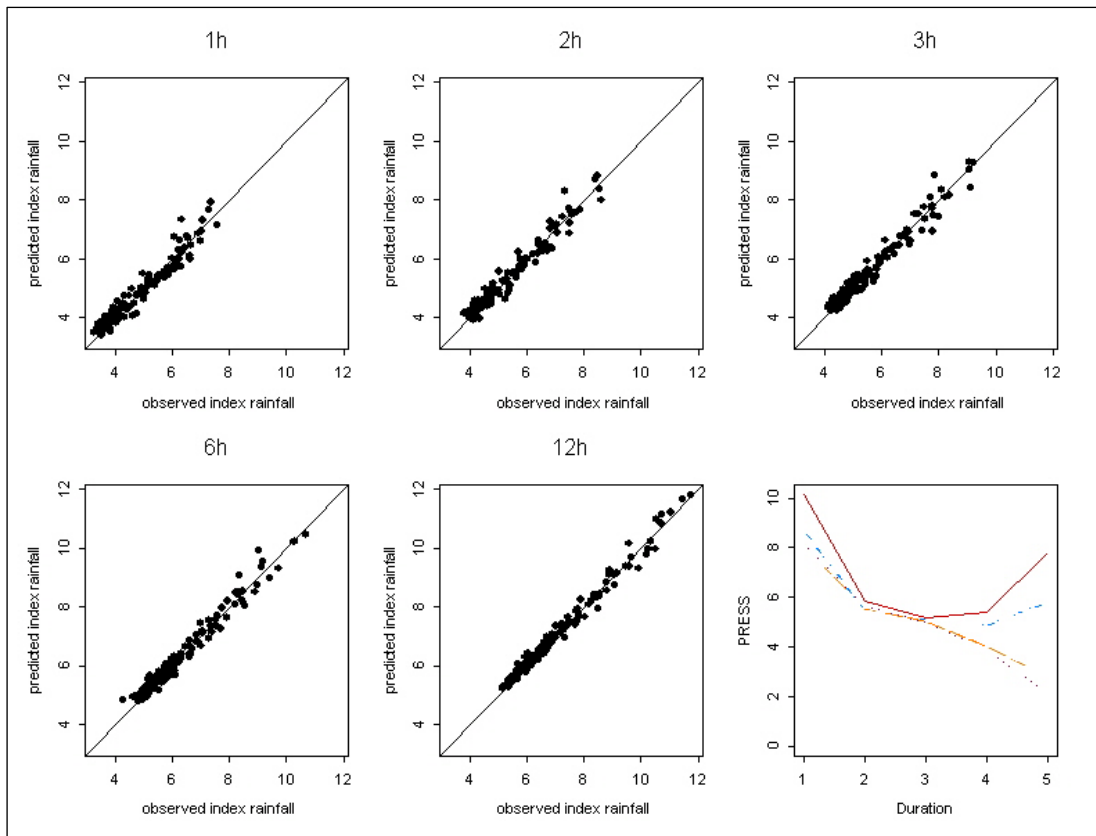 1h
2h
3h
12
10
8
6
4
predicted index rainfall
4 6 8 10 12
observed index rainfall
12
10
8
6
4
predicted index rainfall
4 6 8 10 12
observed index rainfall
12
10
8
6
4
predicted index rainfall
4 6 8 10 12
observed index rainfall
6h
12h
12
10
8
6
4
predicted index rainfall
4 6 8 10 12
observed index rainfall
12
10
8
6
4
predicted index rainfall
4 6 8 10 12
observed index rainfall
10
8
6
4
2
0
PRESS
1 2 3 4 5
Duration